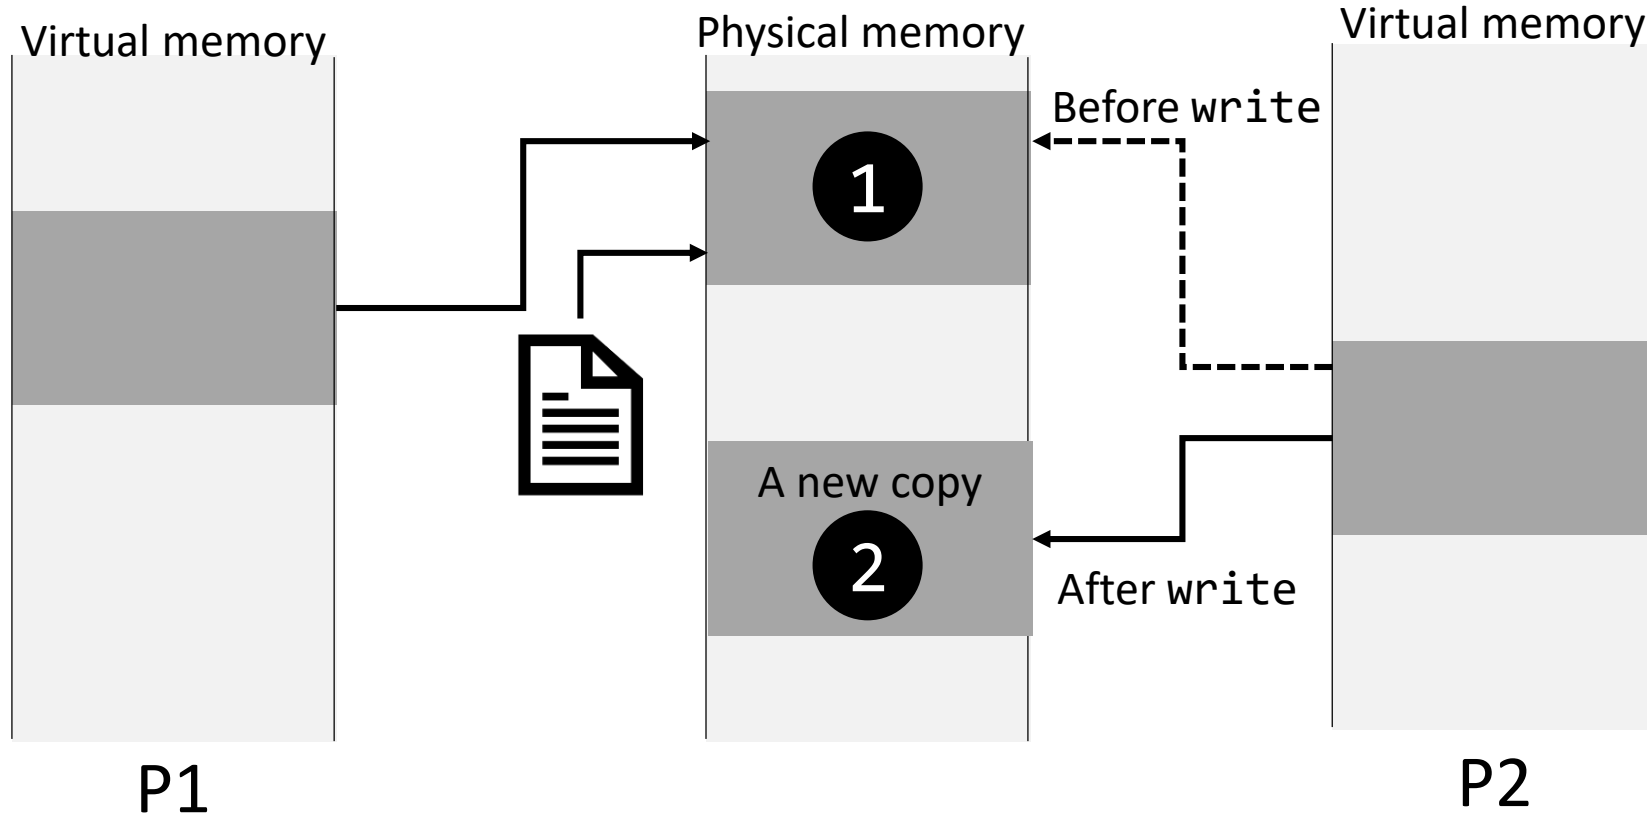 Virtual memory
Physical memory
Virtual memory
Before write
1
A new copy
2
After write
P1
P2